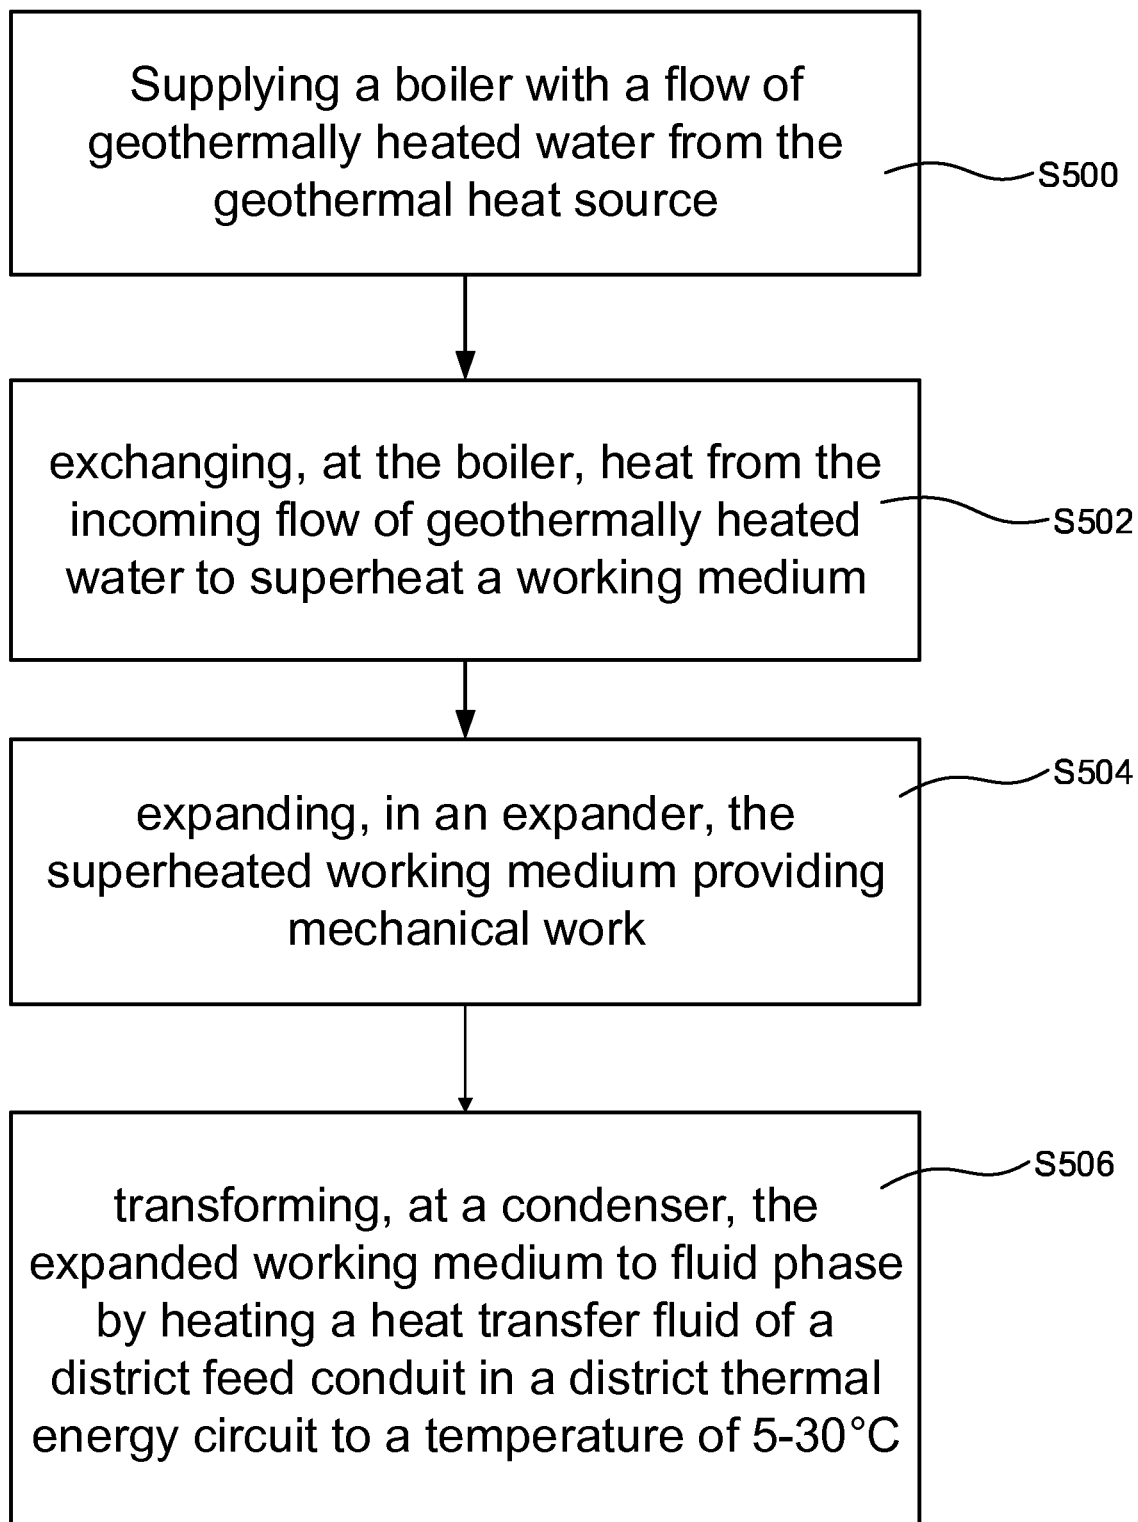 Supplying a boiler with a flow of
geothermally heated water from the
geothermal heat source
S500
exchanging, at the boiler, heat from the
incoming flow of geothermally heated
water to superheat a working medium
S502
expanding, in an expander, the
superheated working medium providing
mechanical work
S504
transforming, at a condenser, the
expanded working medium to fluid phase
by heating a heat transfer fluid of a
district feed conduit in a district thermal
energy circuit to a temperature of 5-30°C
S506